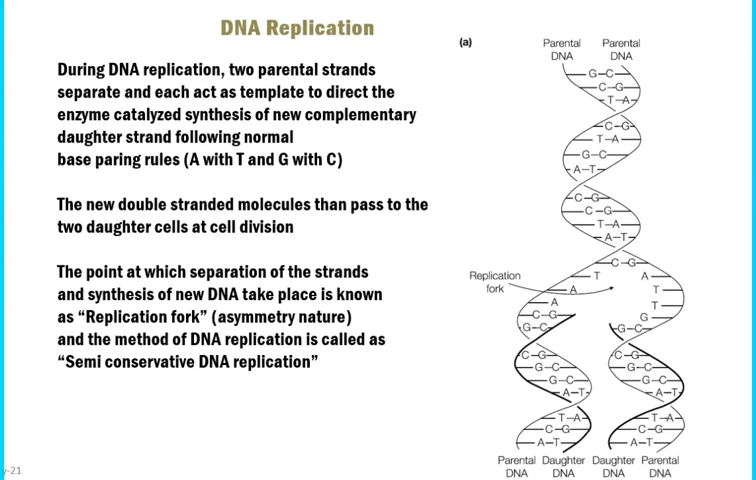 DNA Replication
During DNA replication, two parental strands
separate and each act as template to direct the
enzyme catalyzed synthesis of new complementary
daughter strand following normal
base paring rules (A with T and G with C)
The new double stranded molecules than pass to the
two daughter cells at cell division
The point at which separation of the strands
and synthesis of new DNA take place is known
as “Replication fork” (asymmetry nature)
and the method of DNA replication is called as
“Semi conservative DNA replication”
y-21
(a)
Parental DNA
Parental DNA
G–C
C–G
T–A
C–G
T–A
G–C
A–T
C–G
C–G
T–A
A–T
C–G
Replication
fork
T
A
A
C–G
G–C
A
T
T
G
G–C
C–G
G–C
G–C
A–T
T–A
C–G
A–T
C–G
G–C
G–C
A–T
T–A
C–G
A–T
Parental DNA
Daughter DNA
Daughter DNA
Parental DNA